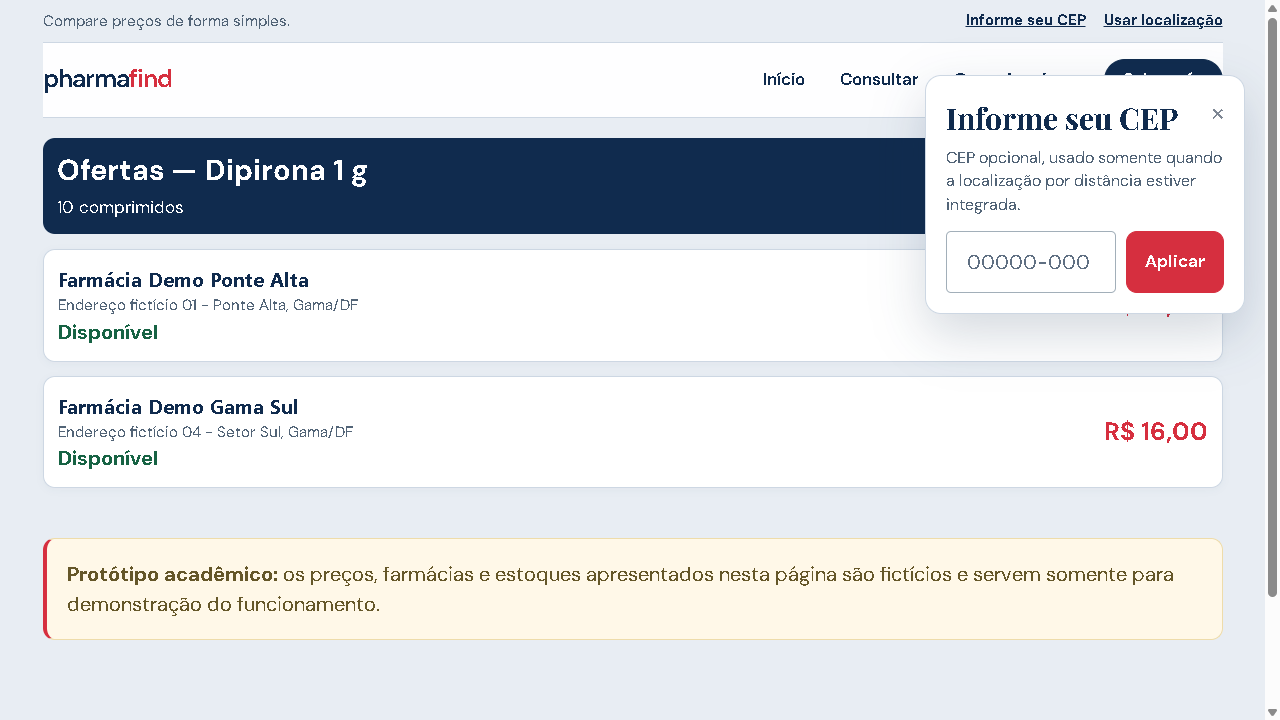 Compare preços de forma simples.
Informe seu CEP Usar localização
pharmafind
Início Consultar
Informe seu CEP ×
CEP opcional, usado somente quando
a localização por distância estiver
integrada.
00000-000 Aplicar
Ofertas — Dipirona 1 g
10 comprimidos
Farmácia Demo Ponte Alta
Endereço fictício 01 - Ponte Alta, Gama/DF
Disponível
Farmácia Demo Gama Sul
Endereço fictício 04 - Setor Sul, Gama/DF
Disponível
R$ 16,00
Protótipo acadêmico: os preços, farmácias e estoques apresentados nesta página são fictícios e servem somente para
demonstração do funcionamento.